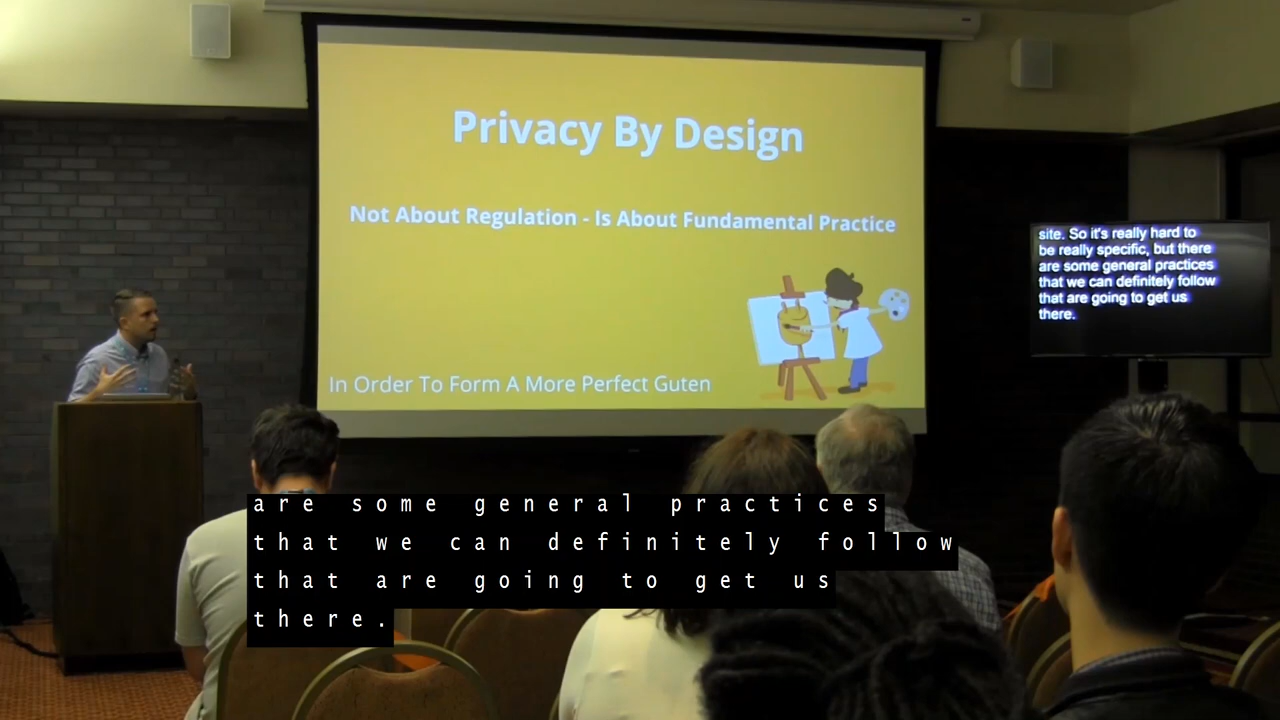 Privacy By Design
Not About Regulation - Is About Fundamental Practice
In Order To Form A More Perfect Guten
site. So it's really hard to
be really specific, but there
are some general practices
that we can definitely follow
that are going to get us
there.
are some general practices
that we can definitely follow
that are going to get us
there.